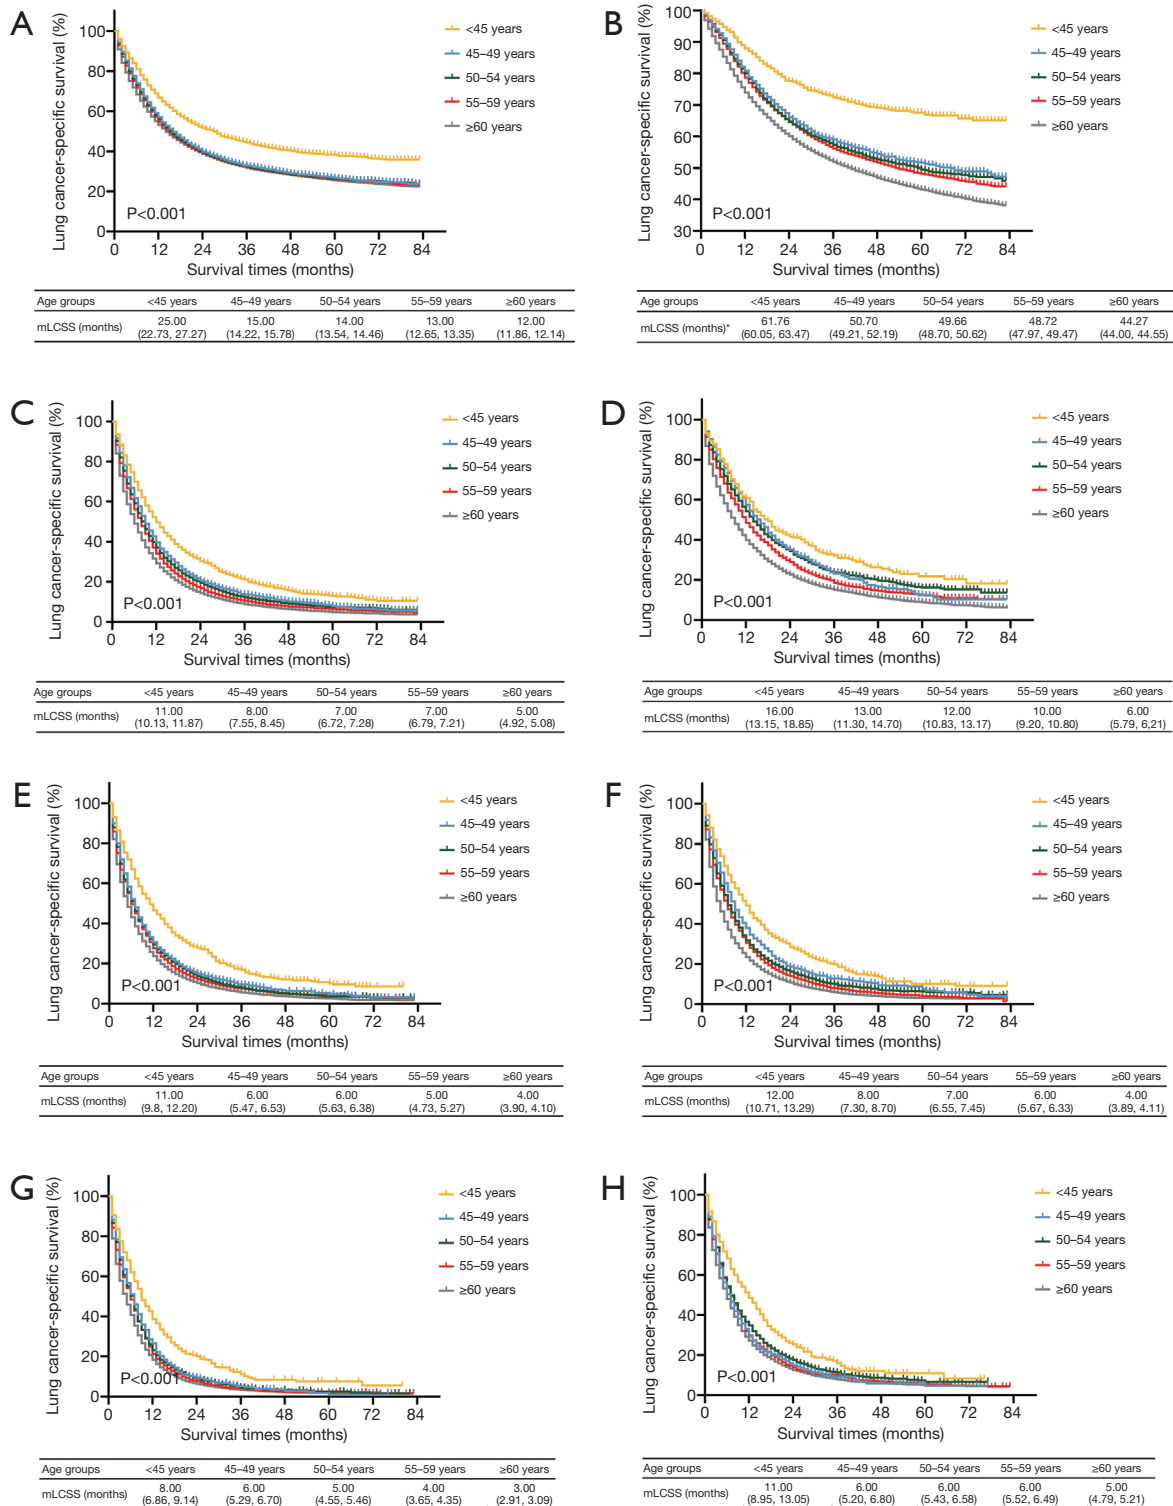 A
Lung cancer-specific survival (%)
100
80
60
40
20
0
<45 years
45–49 years
50–54 years
55–59 years
≥60 years
P<0.001
0 12 24 36 48 60 72 84
Survival times (months)
Age groups <45 years 45–49 years 50–54 years 55–59 years ≥60 years
mLCSS (months) 25.00 15.00 14.00 13.00 12.00
(22.73, 27.27) (14.22, 15.78) (13.54, 14.46) (12.65, 13.35) (11.86, 12.14)
B
Lung cancer-specific survival (%)
100
90
80
70
60
50
40
30
<45 years
45–49 years
50–54 years
55–59 years
≥60 years
P<0.001
0 12 24 36 48 60 72 84
Survival times (months)
Age groups <45 years 45–49 years 50–54 years 55–59 years ≥60 years
mLCSS (months)* 61.76 50.70 49.66 48.72 44.27
(60.05, 63.47) (49.21, 52.19) (48.70, 50.62) (47.97, 49.47) (44.00, 44.55)
C
Lung cancer-specific survival (%)
100
80
60
40
20
0
<45 years
45–49 years
50–54 years
55–59 years
≥60 years
P<0.001
0 12 24 36 48 60 72 84
Survival times (months)
Age groups <45 years 45–49 years 50–54 years 55–59 years ≥60 years
mLCSS (months) 11.00 8.00 7.00 7.00 5.00
(10.13, 11.87) (7.55, 8.45) (6.72, 7.28) (6.79, 7.21) (4.92, 5.08)
D
Lung cancer-specific survival (%)
100
80
60
40
20
0
<45 years
45–49 years
50–54 years
55–59 years
≥60 years
P<0.001
0 12 24 36 48 60 72 84
Survival times (months)
Age groups <45 years 45–49 years 50–54 years 55–59 years ≥60 years
mLCSS (months) 16.00 13.00 12.00 10.00 6.00
(13.15, 18.85) (11.30, 14.70) (10.83, 13.17) (9.20, 10.80) (5.79, 6,21)
E
Lung cancer-specific survival (%)
100
80
60
40
20
0
<45 years
45–49 years
50–54 years
55–59 years
≥60 years
P<0.001
0 12 24 36 48 60 72 84
Survival times (months)
Age groups <45 years 45–49 years 50–54 years 55–59 years ≥60 years
mLCSS (months) 11.00 6.00 6.00 5.00 4.00
(9.8, 12.20) (5.47, 6.53) (5.63, 6.38) (4.73, 5.27) (3.90, 4.10)
F
Lung cancer-specific survival (%)
100
80
60
40
20
0
<45 years
45–49 years
50–54 years
55–59 years
≥60 years
P<0.001
0 12 24 36 48 60 72 84
Survival times (months)
Age groups <45 years 45–49 years 50–54 years 55–59 years ≥60 years
mLCSS (months) 12.00 8.00 7.00 6.00 4.00
(10.71, 13.29) (7.30, 8.70) (6.55, 7.45) (5.67, 6.33) (3.89, 4.11)
G
Lung cancer-specific survival (%)
100
80
60
40
20
0
<45 years
45–49 years
50–54 years
55–59 years
≥60 years
P<0.001
0 12 24 36 48 60 72 84
Survival times (months)
Age groups <45 years 45–49 years 50–54 years 55–59 years ≥60 years
mLCSS (months) 8.00 6.00 5.00 4.00 3.00
(6.86, 9.14) (5.29, 6.70) (4.55, 5.46) (3.65, 4.35) (2.91, 3.09)
H
Lung cancer-specific survival (%)
100
80
60
40
20
0
<45 years
45–49 years
50–54 years
55–59 years
≥60 years
P<0.001
0 12 24 36 48 60 72 84
Survival times (months)
Age groups <45 years 45–49 years 50–54 years 55–59 years ≥60 years
mLCSS (months) 11.00 6.00 6.00 6.00 5.00
(8.95, 13.05) (5.20, 6.80) (5.43, 6.58) (5.52, 6.49) (4.79, 5.21)